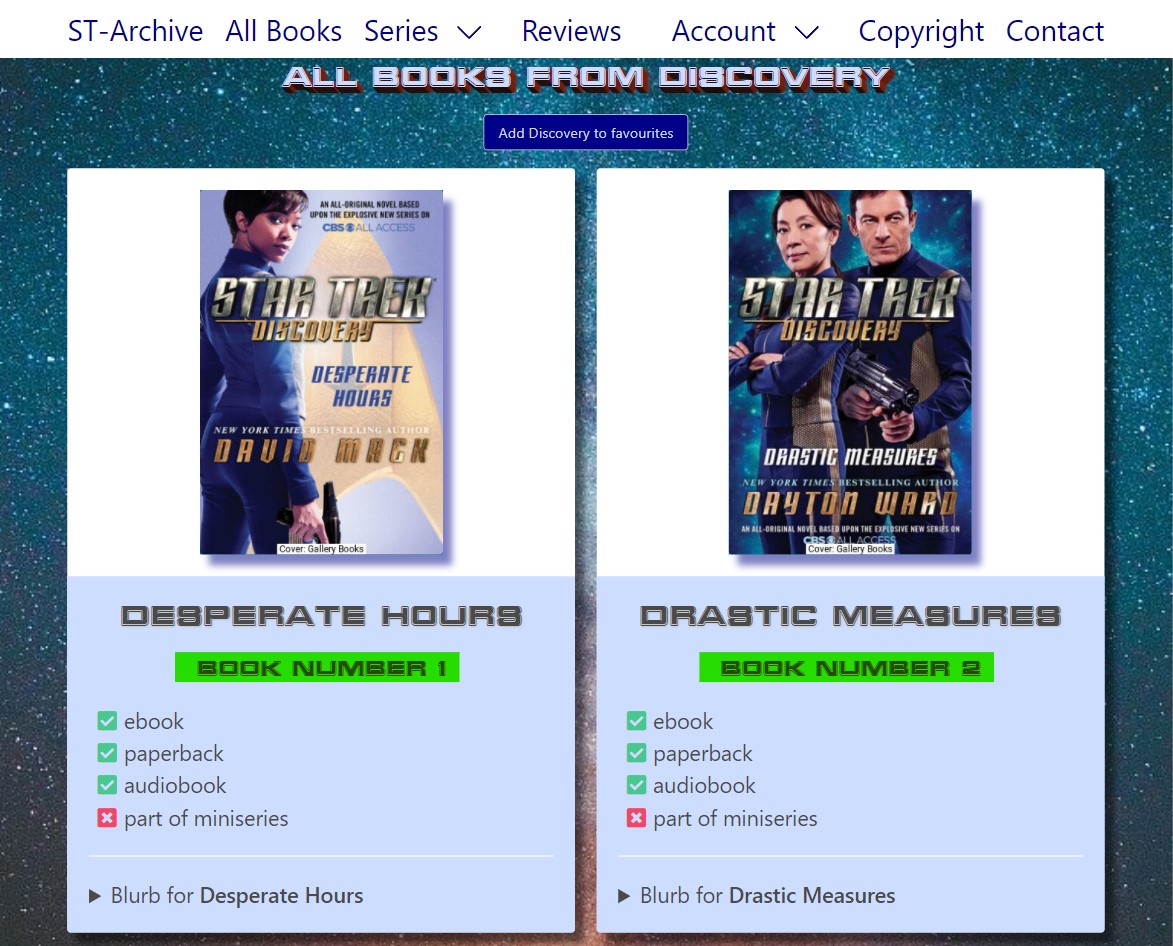 ST-Archive All Books Series Reviews Account Copyright Contact
ALL BOOKS FROM DISCOVERY
Add Discovery to favourites
AN ALL-ORIGINAL NOVEL BASED
UPON THE EXPLOSIVE NEW SERIES ON
CBS ALL ACCESS
STAR TREK
DISCOVERY
DESPERATE
HOURS
NEW YORK TIMES BESTSELLING AUTHOR
DAVID MACK
Cover: Gallery Books
STAR TREK
DISCOVERY
DRASTIC MEASURES
NEW YORK TIMES BESTSELLING AUTHOR
DAYTON WARD
AN ALL-ORIGINAL NOVEL BASED UPON THE EXPLOSIVE NEW SERIES ON
CBS ALL ACCESS
Cover: Gallery Books
DESPERATE HOURS
BOOK NUMBER 1
ebook
paperback
audiobook
part of miniseries
Blurb for Desperate Hours
DRASTIC MEASURES
BOOK NUMBER 2
ebook
paperback
audiobook
part of miniseries
Blurb for Drastic Measures